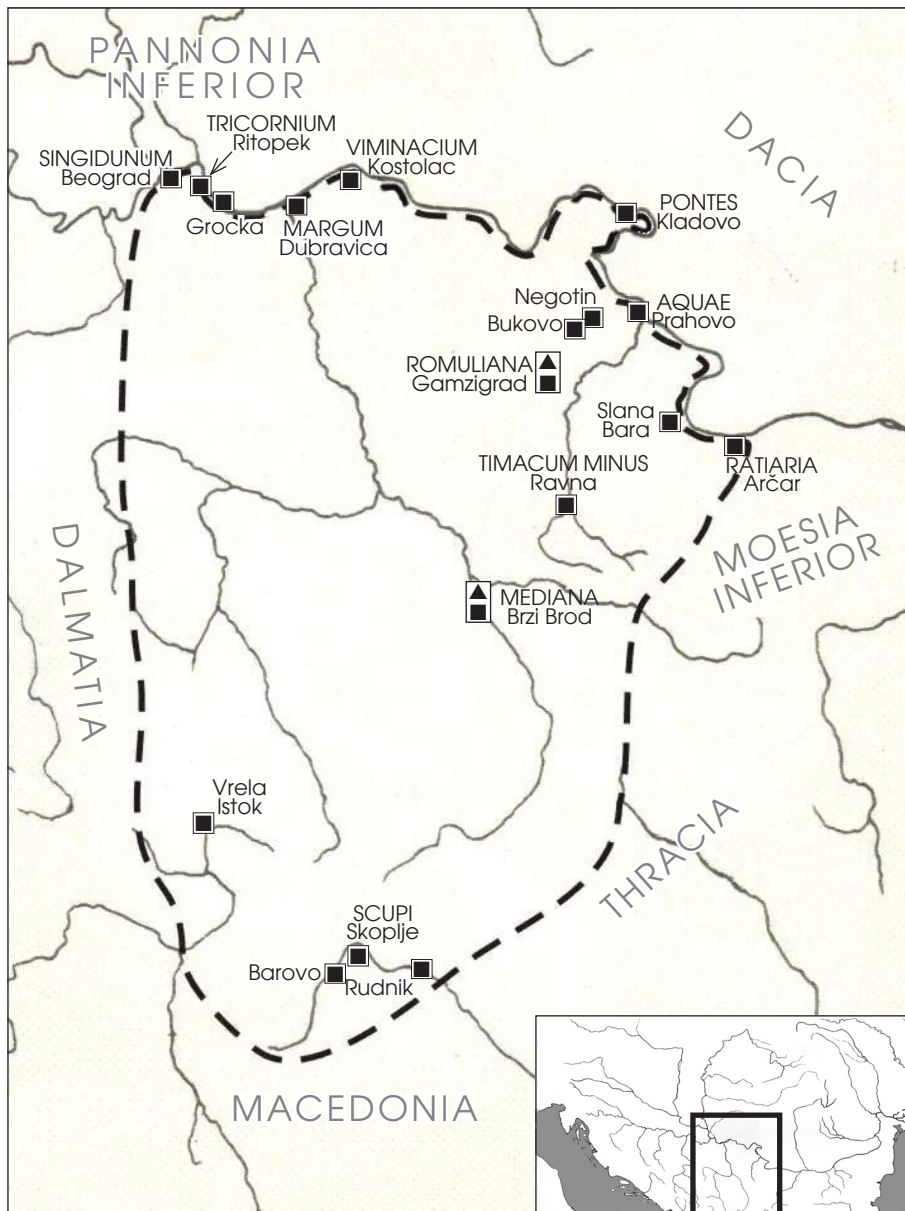 PANNONIA
INFERIOR
DACIA
TRICORNIUM
Ritopek
VIMINACIUM
Kostolac
SINGIDUNUM
Beograd
PONTES
Kladovo
Grocka
MARGUM
Dubravica
Negotin
Bukovo
AQUAE
Prahovo
ROMULIANA
Gamzigrad
Slana
Bara
RATIARIA
Arčar
TIMACUM MINUS
Ravna
DALMATIA
MOESIA
INFERIOR
MEDIANA
Brzi Brod
Vrela
Istok
THRACIA
SCUPI
Skoplje
Barovo
Rudnik
MACEDONIA